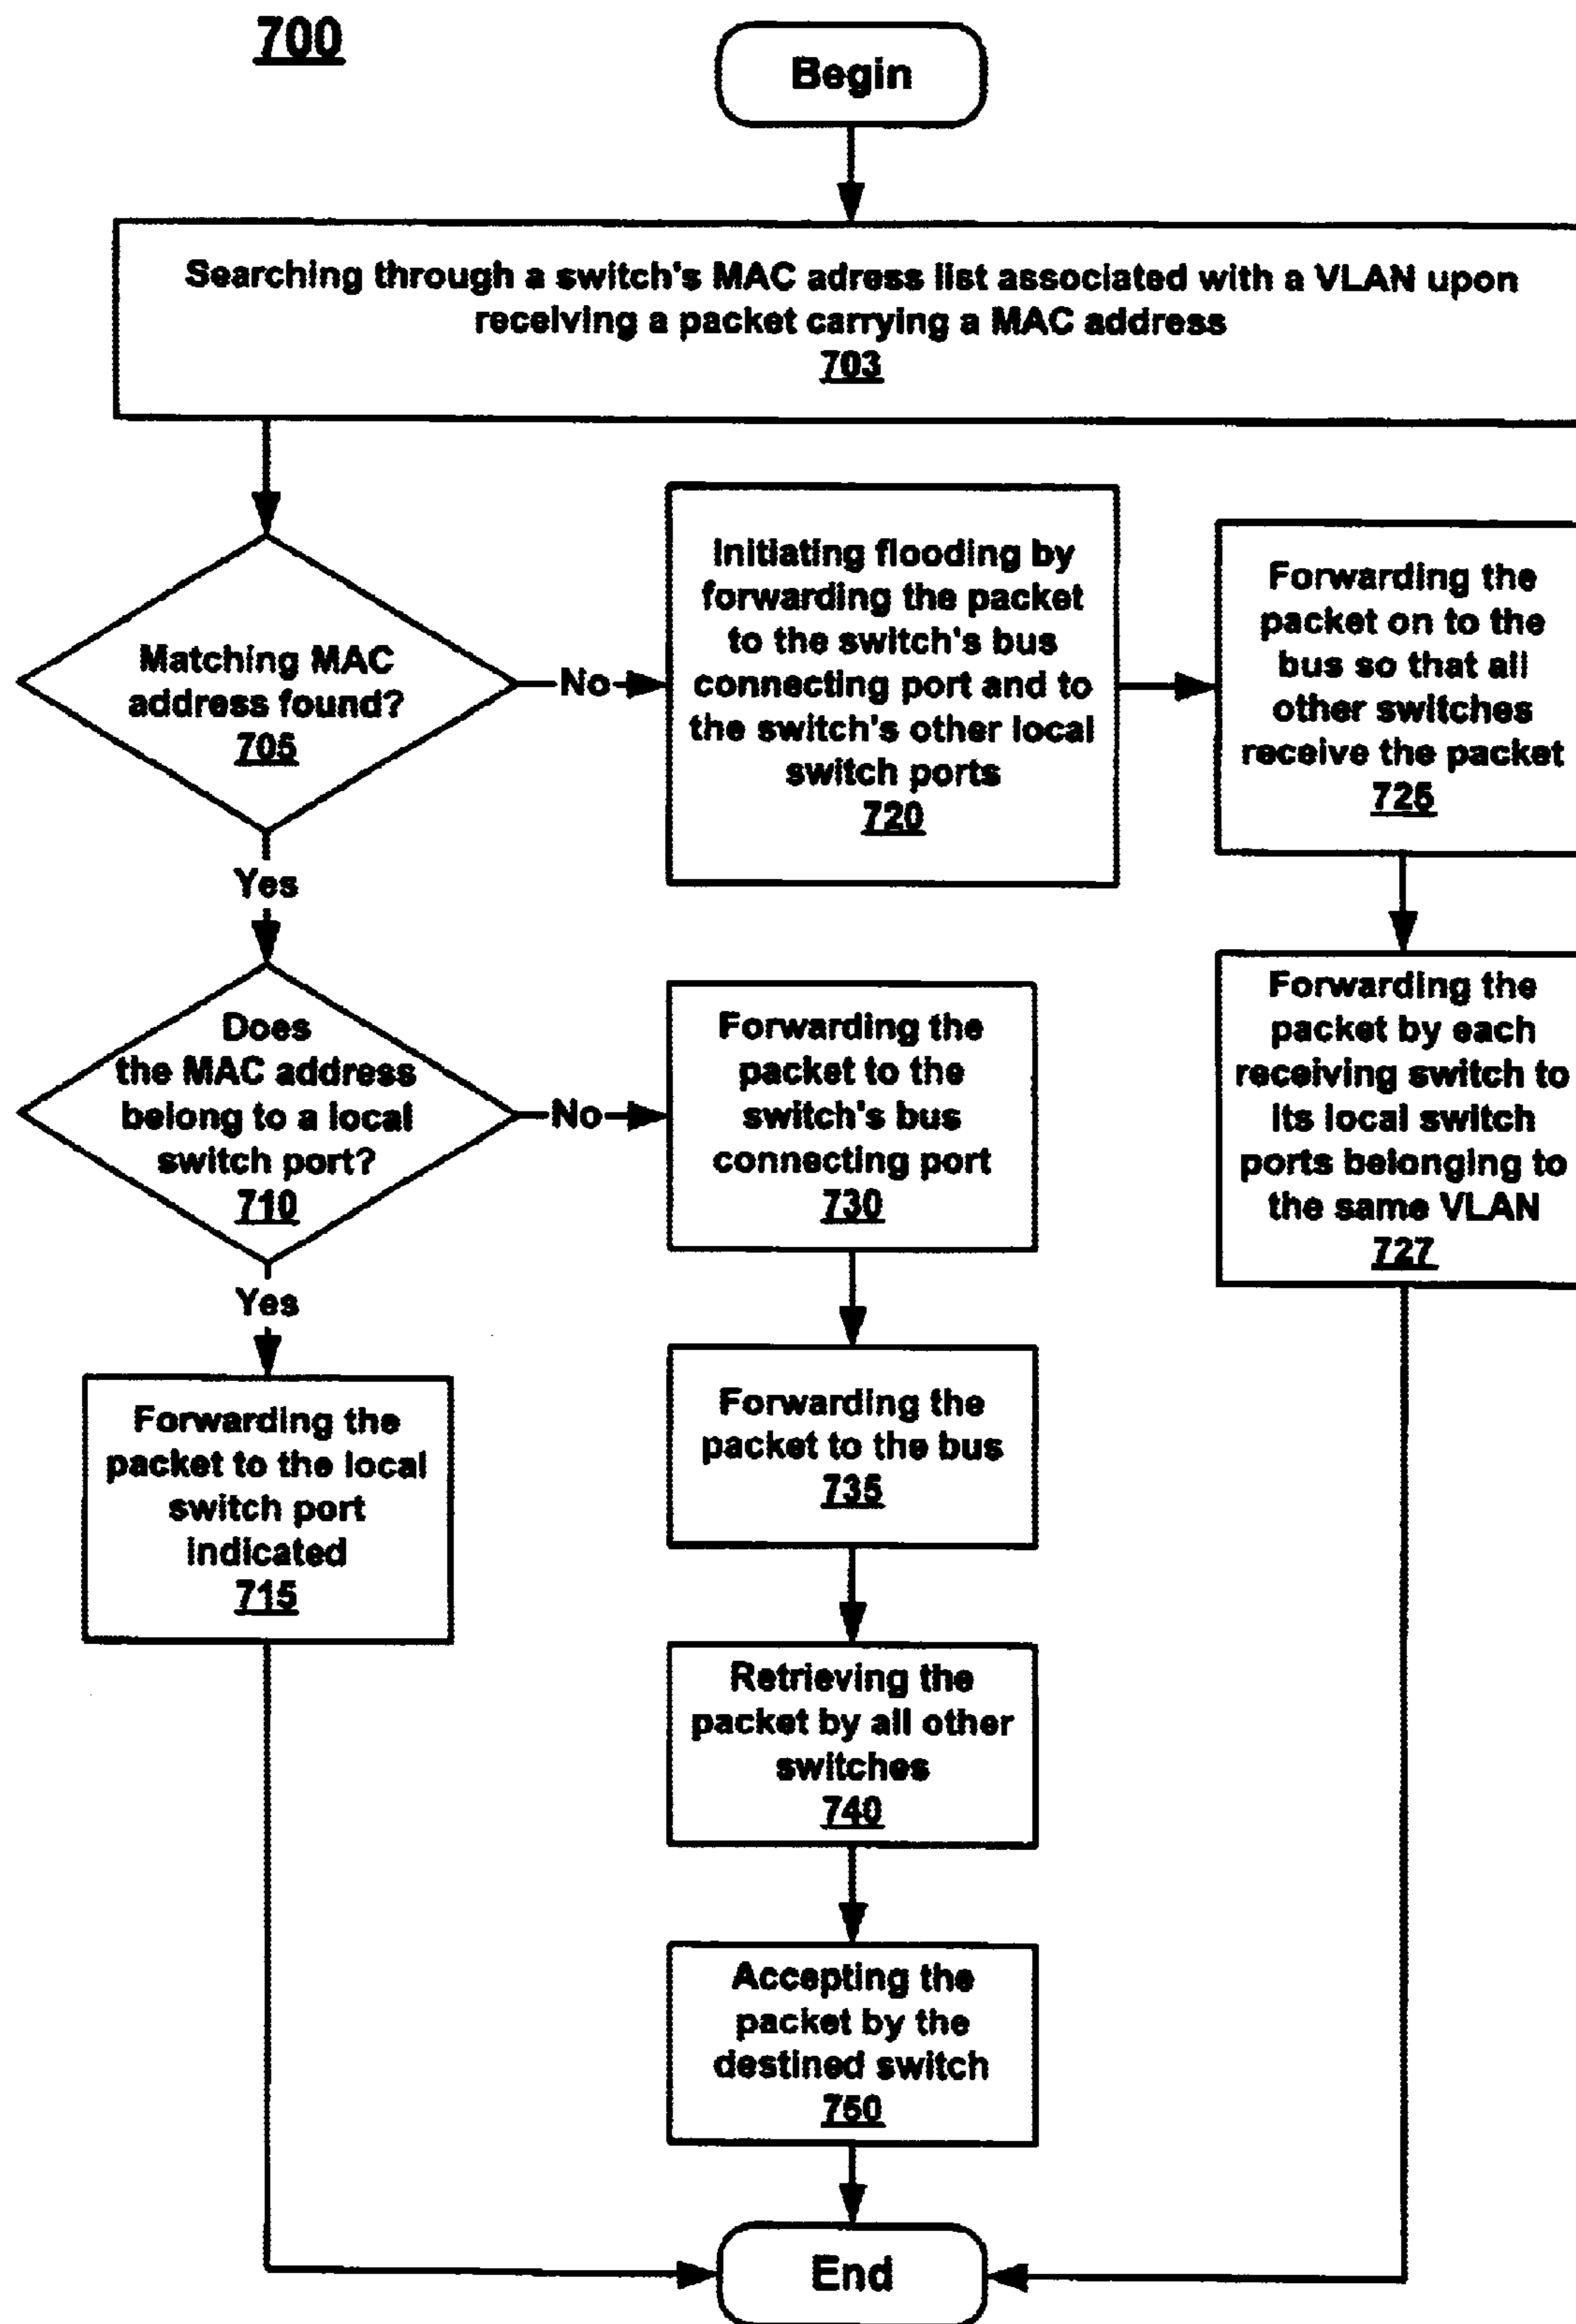 700
Begin
Searching through a switch's MAC adress list associated with a VLAN upon
receiving a packet carrying a MAC address
703
Matching MAC
address found?
705
No
Initiating flooding by
forwarding the packet
to the switch's bus
connecting port and to
the switch's other local
switch ports
720
Forwarding the
packet on to the
bus so that all
other switches
receive the packet
725
Yes
Does
the MAC address
belong to a local
switch port?
710
No
Forwarding the
packet to the
switch's bus
connecting port
730
Forwarding the
packet by each
receiving switch to
its local switch
ports belonging to
the same VLAN
727
Yes
Forwarding the
packet to the local
switch port
indicated
715
Forwarding the
packet to the bus
735
Retrieving the
packet by all other
switches
740
Accepting the
packet by the
destined switch
750
End